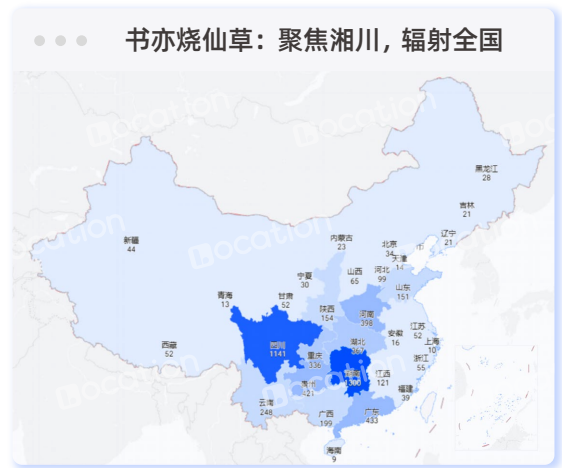 书亦烧仙草：聚焦湘川，辐射全国
Location
Location
Location
Location
黑龙江
28
吉林
21
辽宁
21
内蒙古
23
北京
34
天津
新疆
44
河北
99
山西
65
宁夏
30
山东
151
青海
13
甘肃
52
陕西
154
河南
398
江苏
52
安徽
16
上海
10
西藏
52
四川
1141
重庆
336
湖北
浙江
55
江西
121
福建
39
云南
248
广西
199
广东
433
海南
9